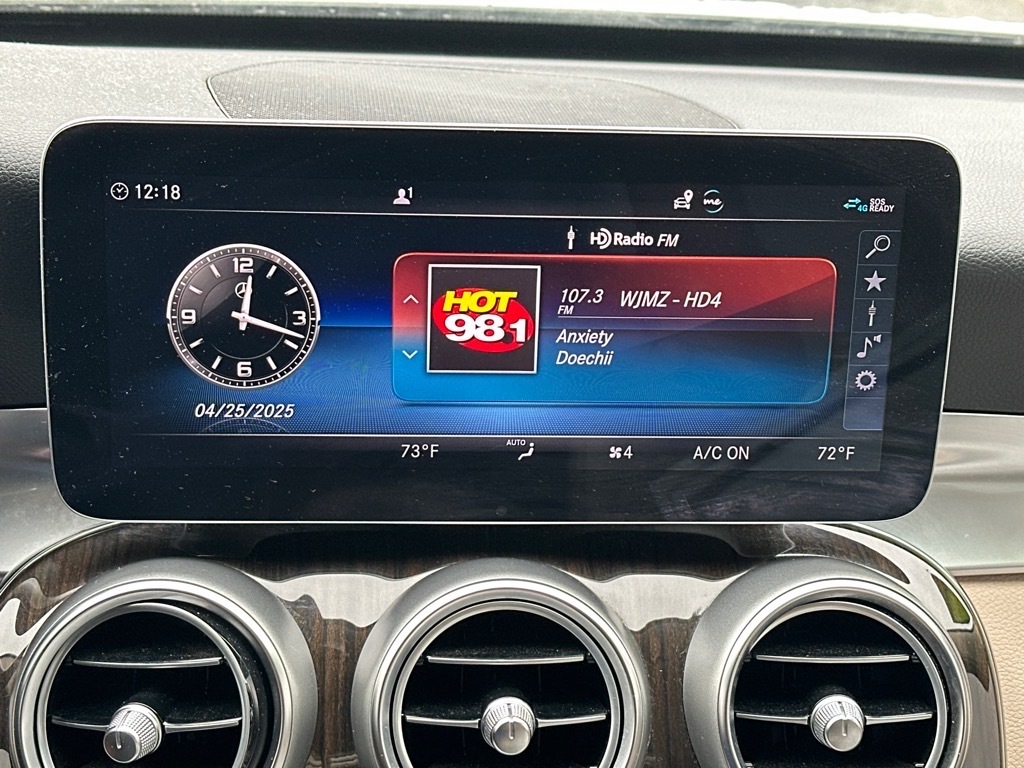 12:18
1
me
4G
SOS
READY
HD Radio FM
12
9
3
6
04/25/2025
HOT
98.1
107.3
FM
WJMZ - HD4
Anxiety
Doechii
73°F
AUTO
4
A/C ON
72°F